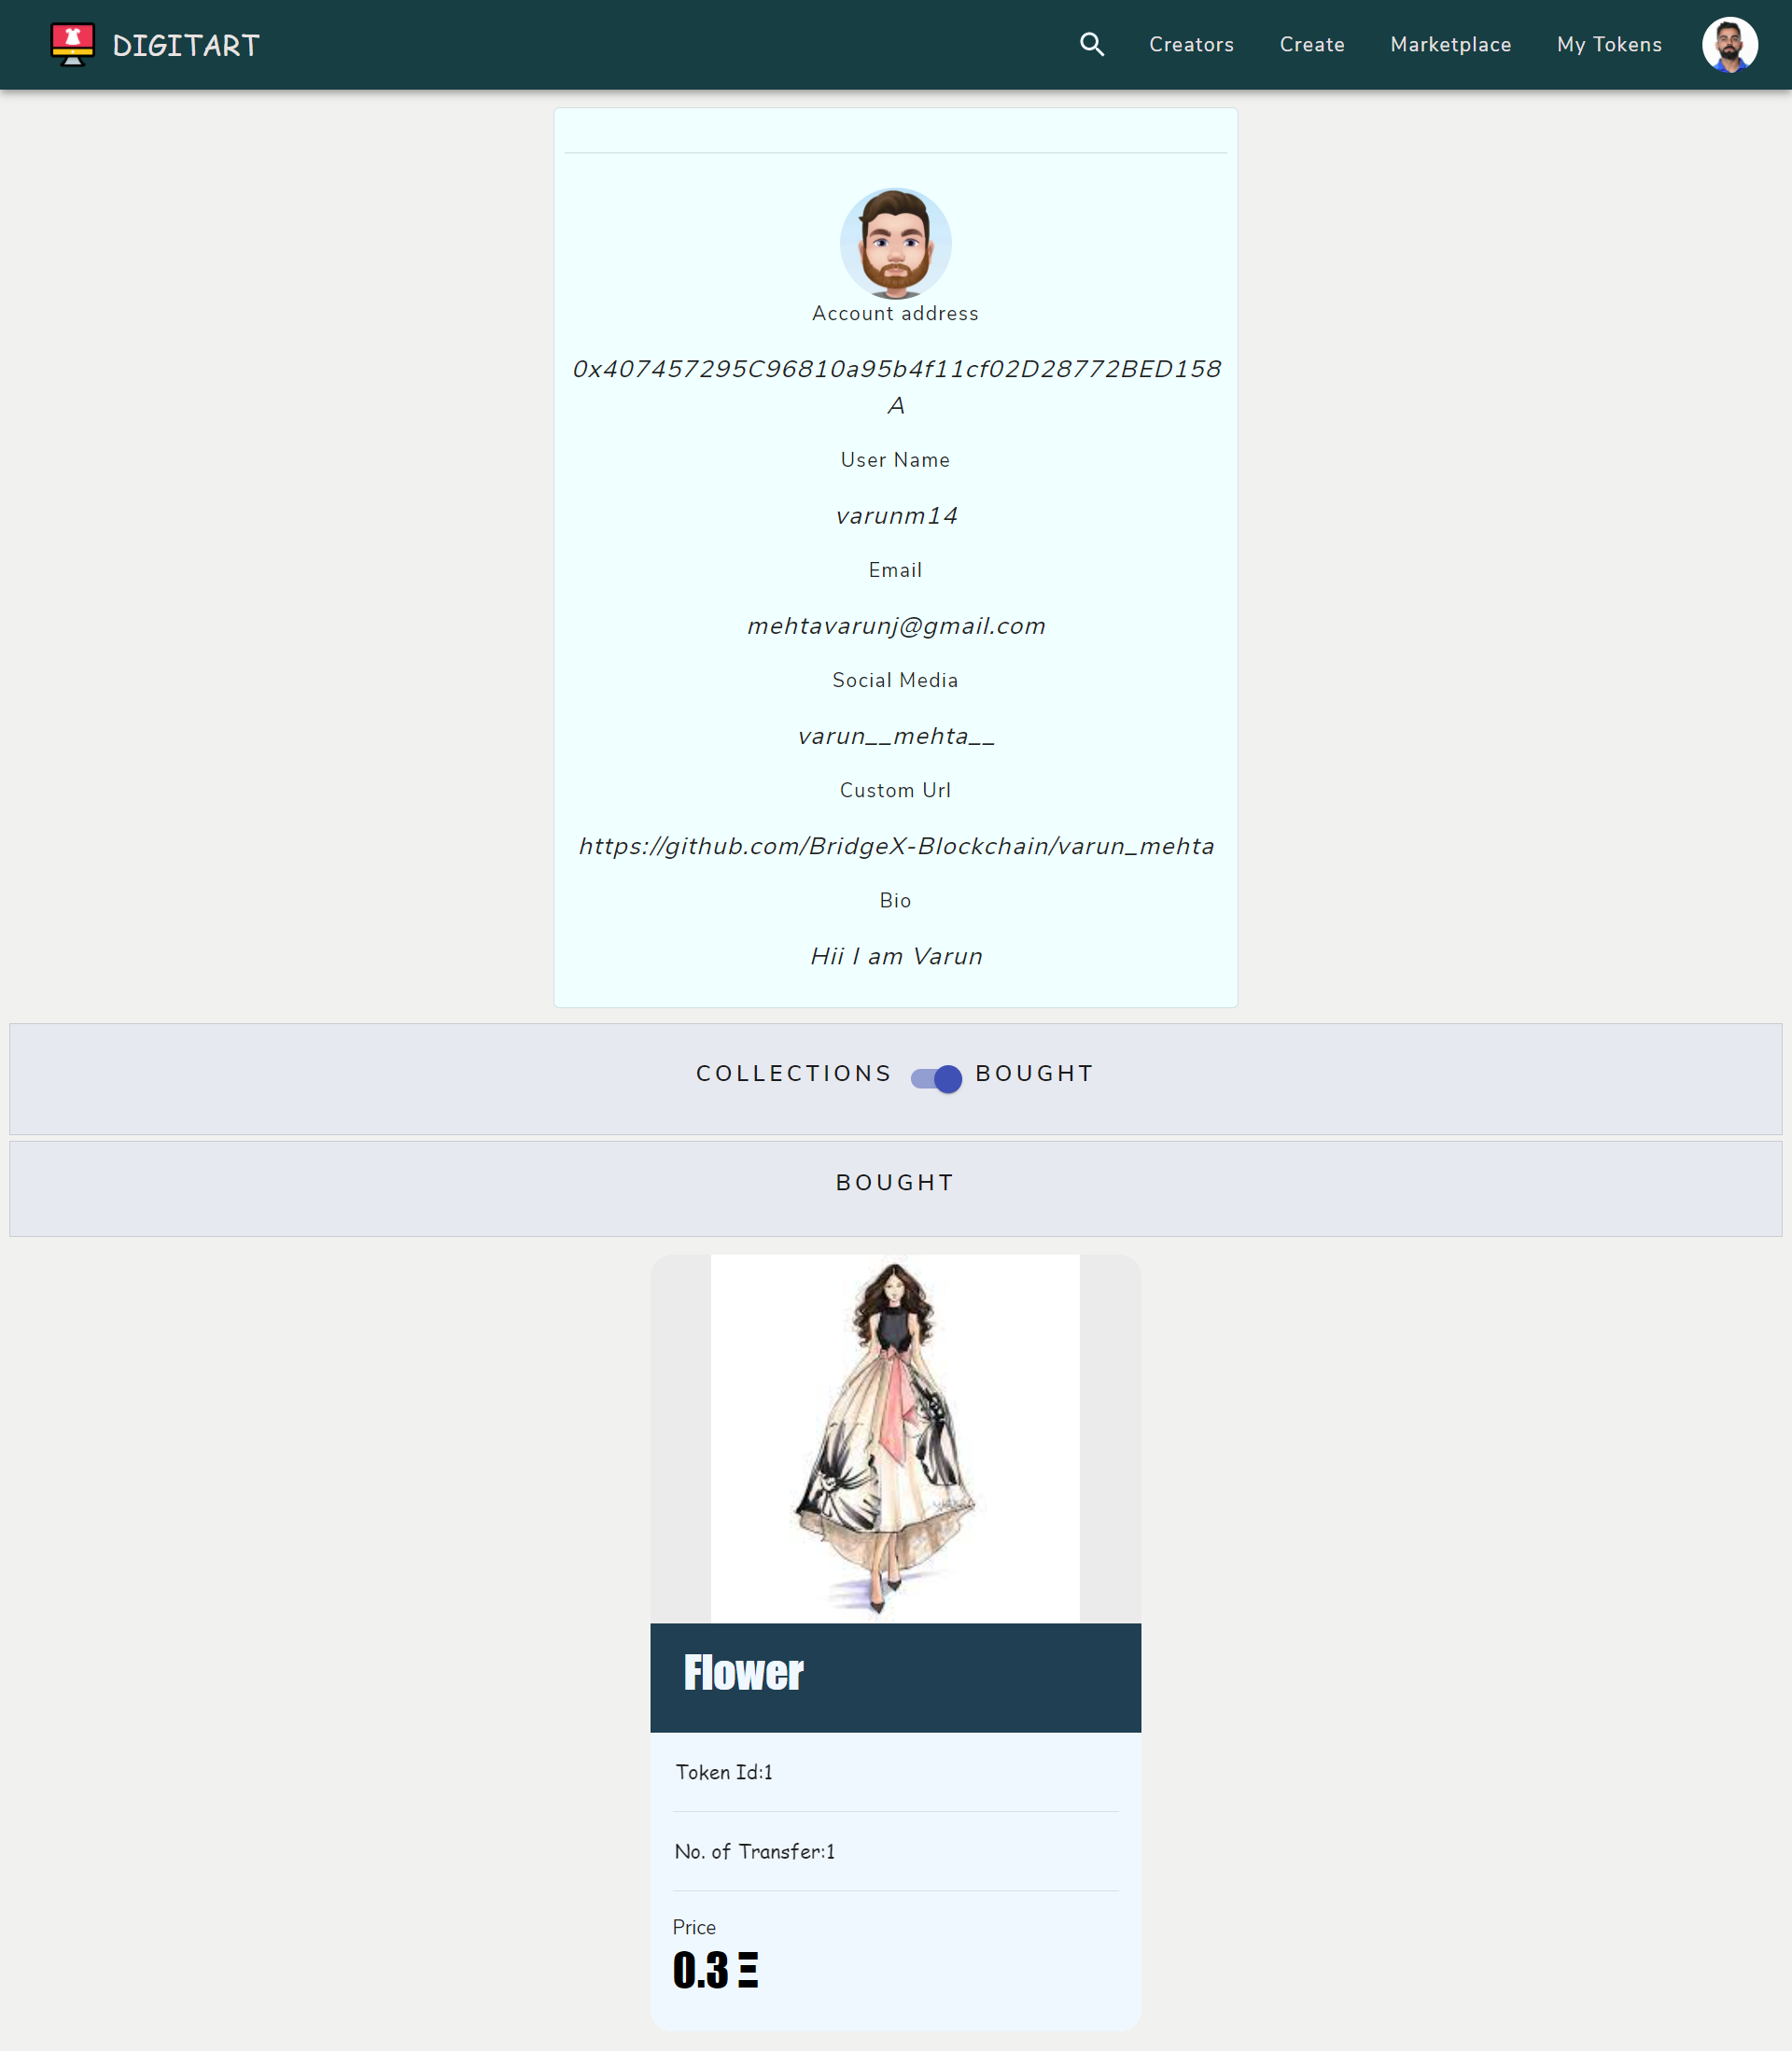 DIGITART
Creators Create Marketplace My Tokens
Account address
0x407457295C96810a95b4f11cf02D28772BED158
A
User Name
varunm14
Email
mehtavarunj@gmail.com
Social Media
varun__mehta__
Custom Url
https://github.com/BridgeX-Blockchain/varun_mehta
Bio
Hii I am Varun
COLLECTIONS BOUGHT
BOUGHT
Flower
Token Id:1
No. of Transfer:1
Price
0.3 Ξ